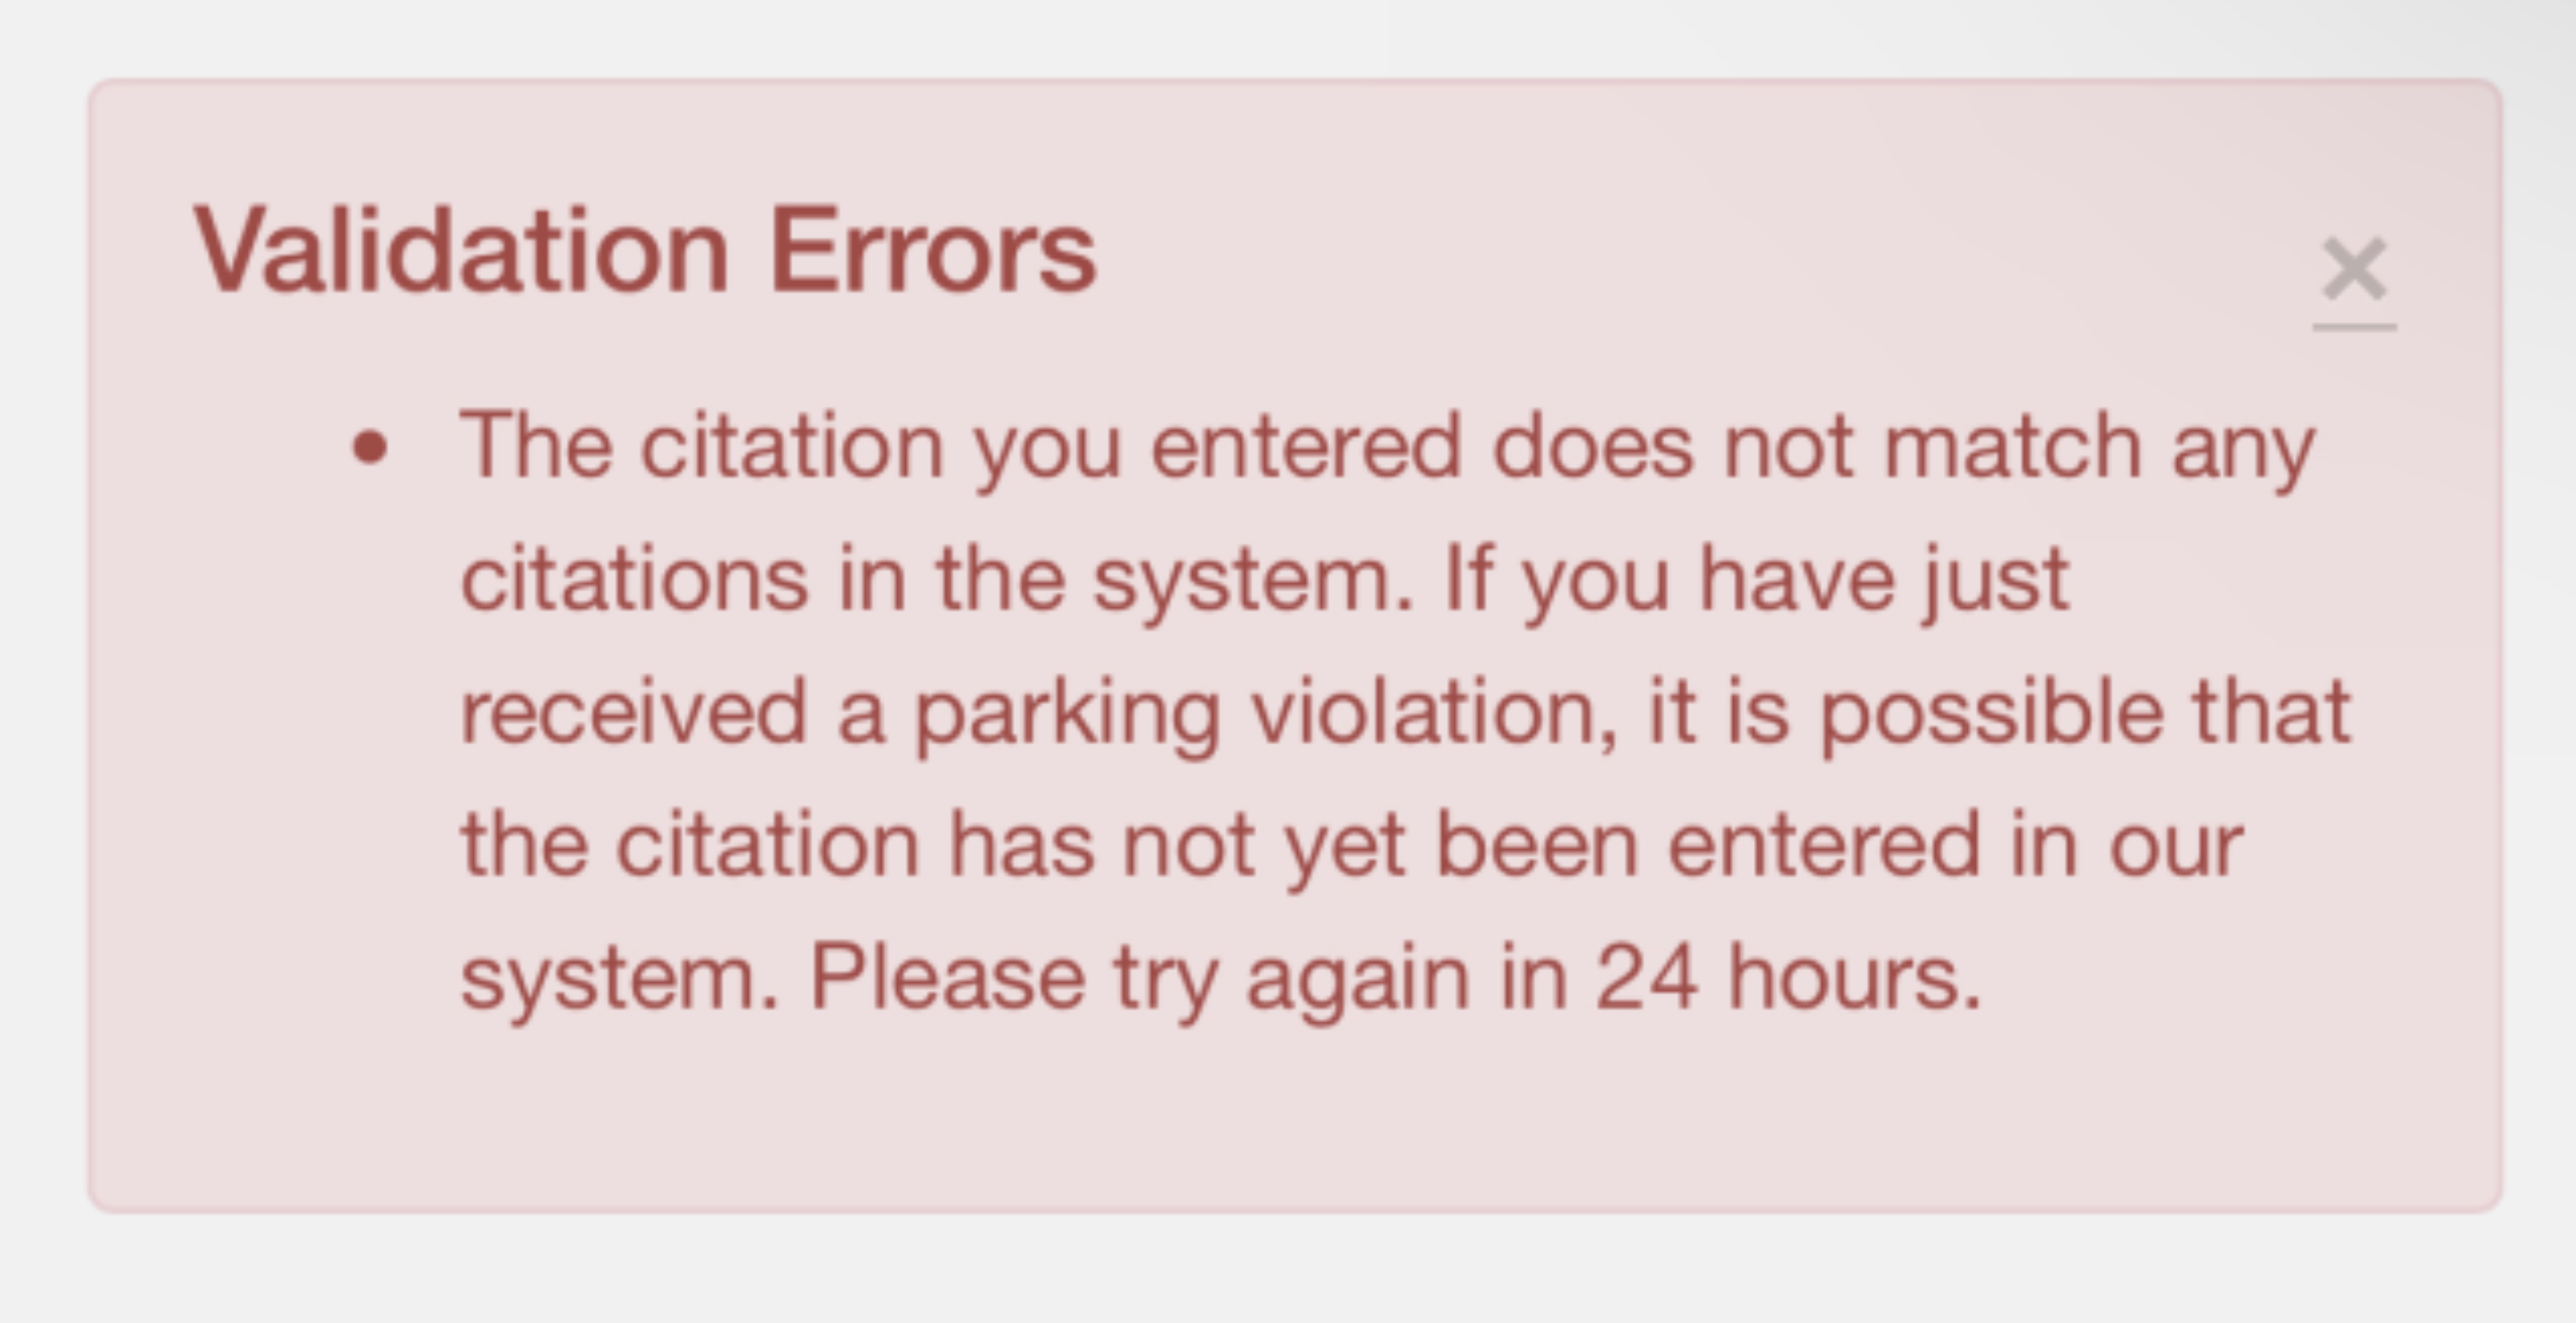 Validation Errors
×
• The citation you entered does not match any
citations in the system. If you have just
received a parking violation, it is possible that
the citation has not yet been entered in our
system. Please try again in 24 hours.